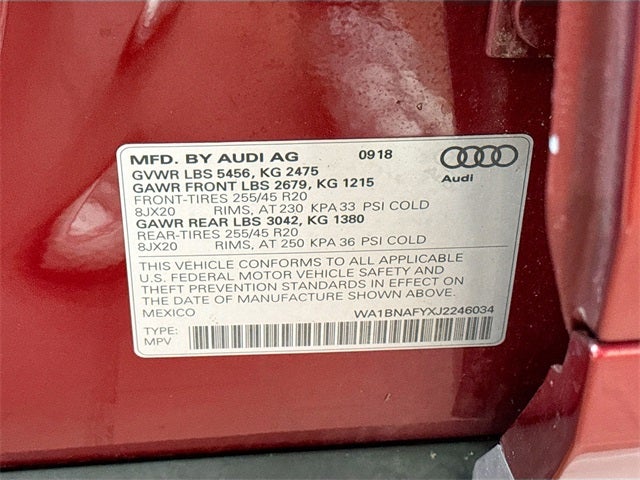 MFD. BY AUDI AG 0918
GVWR LBS 5456, KG 2475
GAWR FRONT LBS 2679, KG 1215
FRONT-TIRES 255/45 R20
8JX20 RIMS, AT 230 KPA 33 PSI COLD
GAWR REAR LBS 3042, KG 1380
REAR-TIRES 255/45 R20
8JX20 RIMS, AT 250 KPA 36 PSI COLD
Audi
THIS VEHICLE CONFORMS TO ALL APPLICABLE
U.S. FEDERAL MOTOR VEHICLE SAFETY AND
THEFT PREVENTION STANDARDS IN EFFECT ON
THE DATE OF MANUFACTURE SHOWN ABOVE.
MEXICO WA1BNAFYXJ2246034
TYPE:
MPV